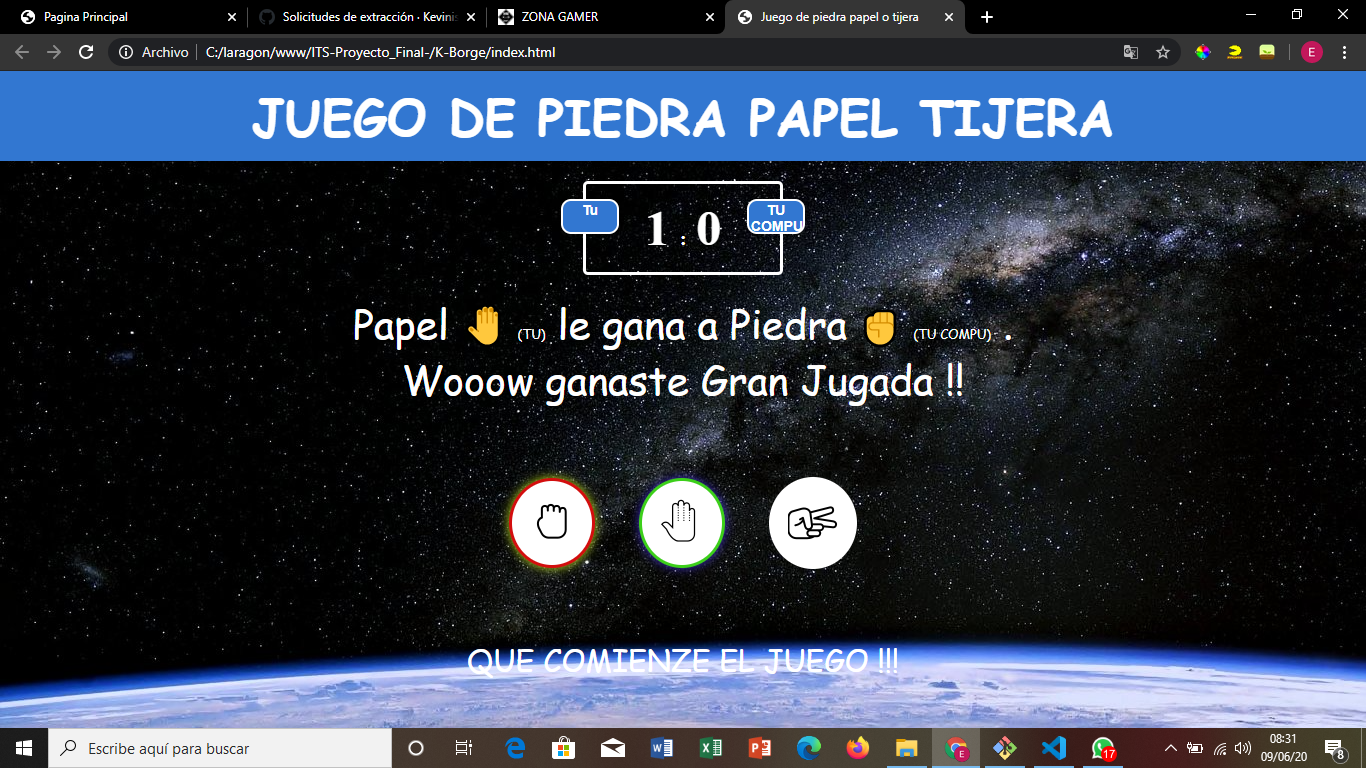 Pagina Principal
Solicitudes de extracción · Kevini
ZONA GAMER
Juego de piedra papel o tijera
Archivo
C:/laragon/www/ITS-Proyecto_Final-/K-Borge/index.html
E
JUEGO DE PIEDRA PAPEL TIJERA
Tu
1 : 0
TU
COMPU
Papel 🤚 (TU) le gana a Piedra ✊ (TU COMPU) .
Wooow ganaste Gran Jugada !!
QUE COMIENZE EL JUEGO !!!
Escribe aquí para buscar
E
17
08:31
09/06/20
8